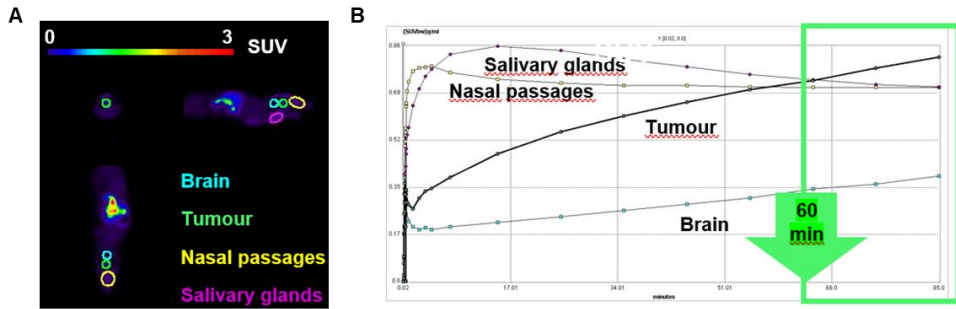 A
0
3
SUV
Brain
Tumour
Nasal passages
Salivary glands
B
[SUVbw]g/ml
t [0.02, 0.0]
0.86
0.69
0.52
0.35
0.17
Salivary glands
Nasal passages
Tumour
Brain
60
min
0.02
17.01
34.01
51.01
68.0
85.0
minutes